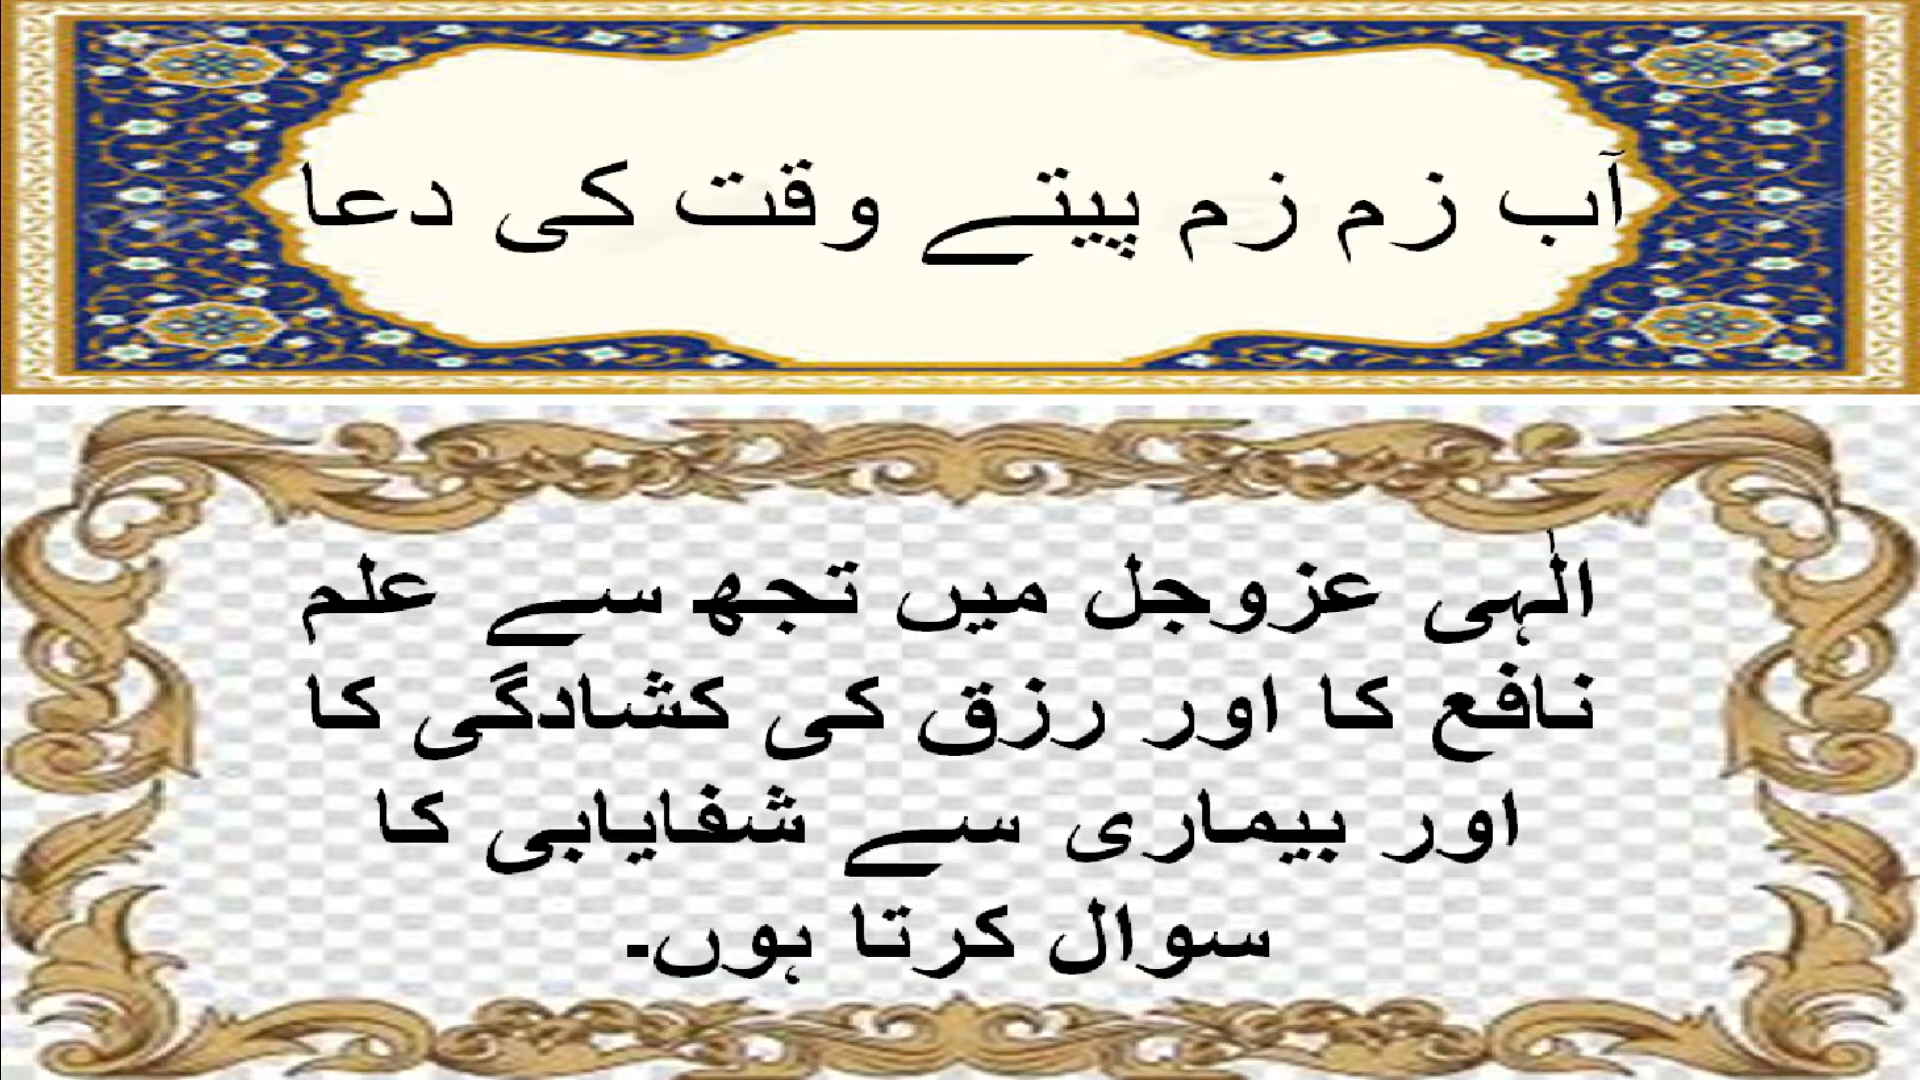 آب زم زم پیتے وقت کی دعا
الٰہی عزوجل میں تجھ سے علم
نافع کا اور رزق کی کشادگی کا
اور بیماری سے شفایابی کا
سوال کرتا ہوں۔